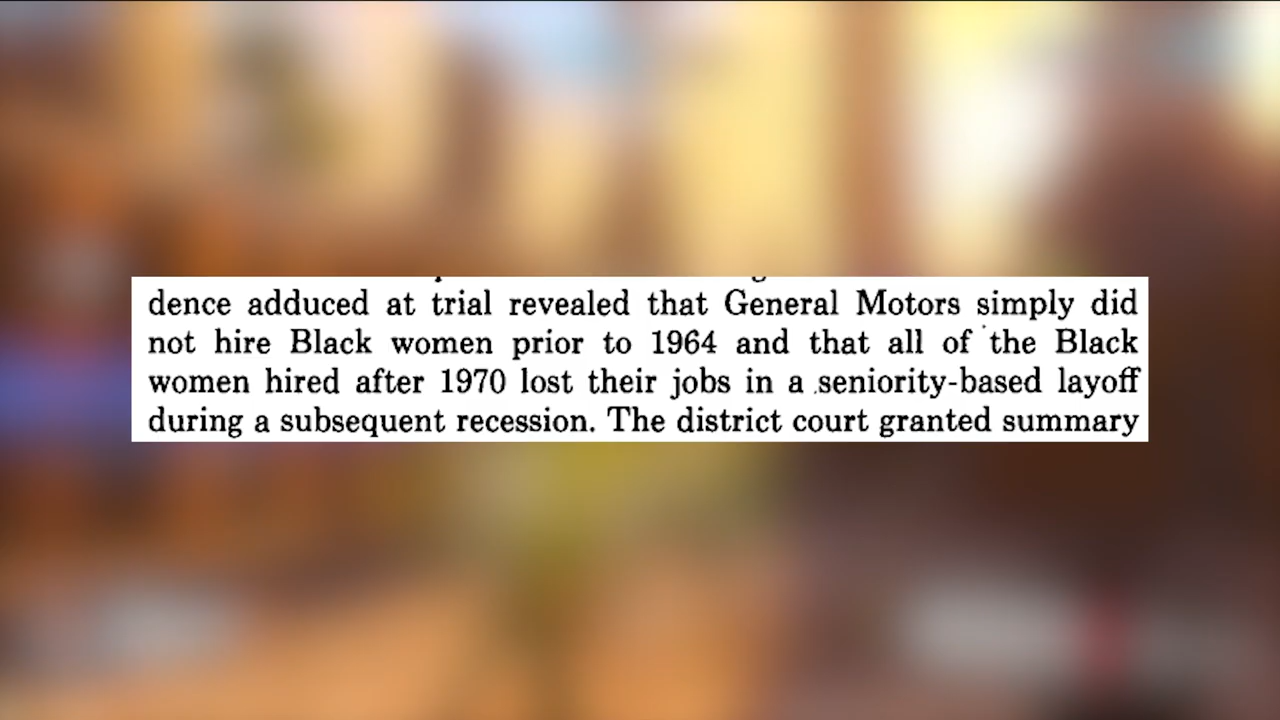 dence adduced at trial revealed that General Motors simply did
not hire Black women prior to 1964 and that all of the Black
women hired after 1970 lost their jobs in a seniority-based layoff
during a subsequent recession. The district court granted summary